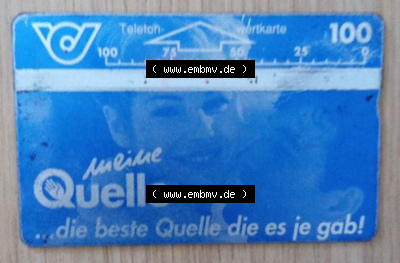 Telefon- Wertkarte 100
100 75 50 25 0
( www.embmv.de )
meine
Quelle
( www.embmv.de )
...die beste Quelle die es je gab!